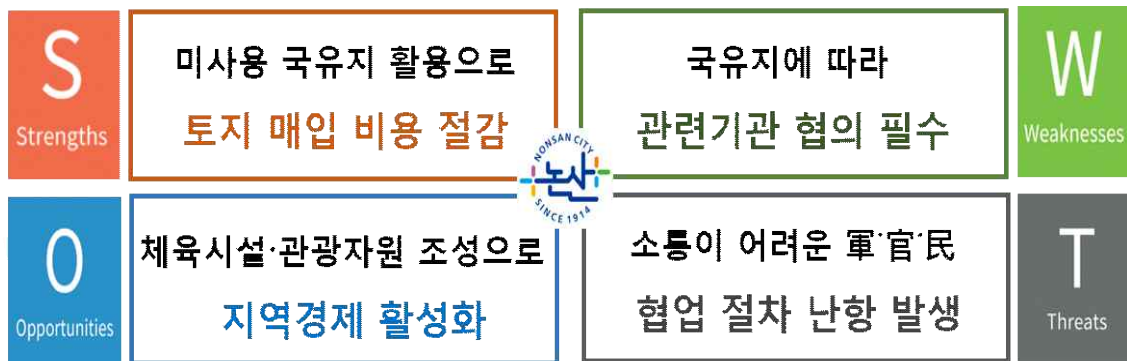 S
Strengths
미사용 국유지 활용으로
토지 매입 비용 절감
국유지에 따라
관련기관 협의 필수
W
Weaknesses
NONSAN CITY
논산
SINCE 1914
O
Opportunities
체육시설·관광자원 조성으로
지역경제 활성화
소통이 어려운 軍·官·民
협업 절차 난항 발생
T
Threats